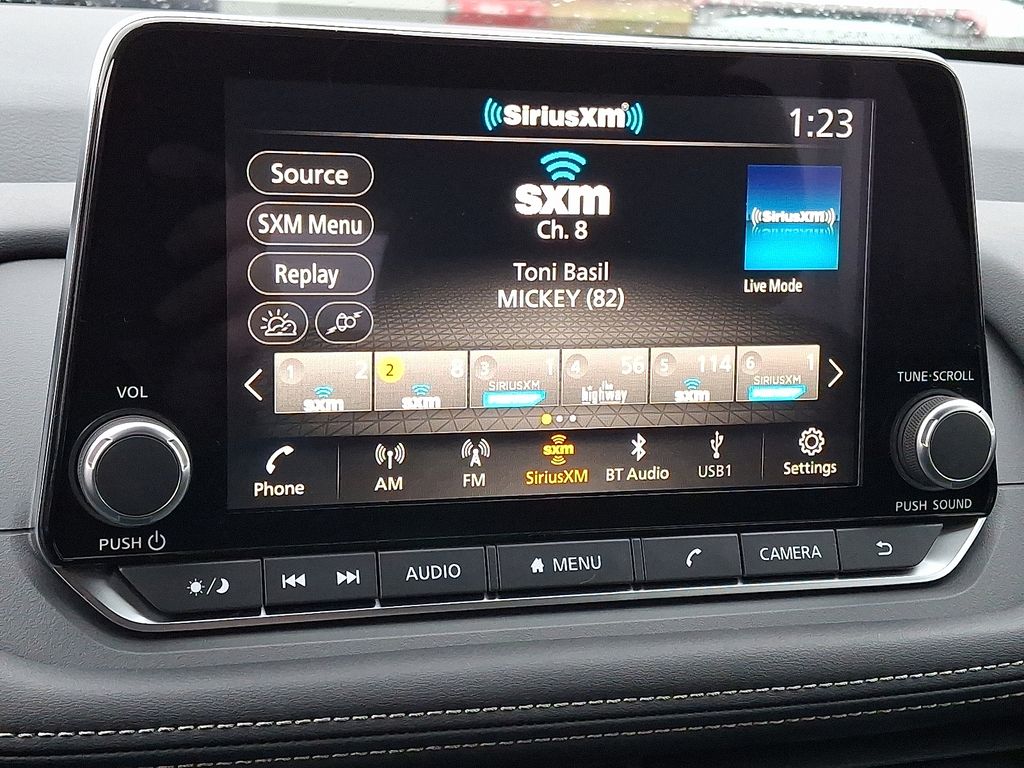 SiriusXM®
1:23
Source
SXM Menu
Replay
sxm
Ch. 8
Toni Basil
MICKEY (82)
SiriusXM
Live Mode
1 2
sxm
2 8
sxm
3 1
SIRIUSXM
4 56
the highway
5 114
sxm
6 1
SIRIUSXM
Phone
AM
FM
sxm
SiriusXM
BT Audio
USB1
Settings
VOL
PUSH
TUNE·SCROLL
PUSH SOUND
AUDIO
MENU
CAMERA